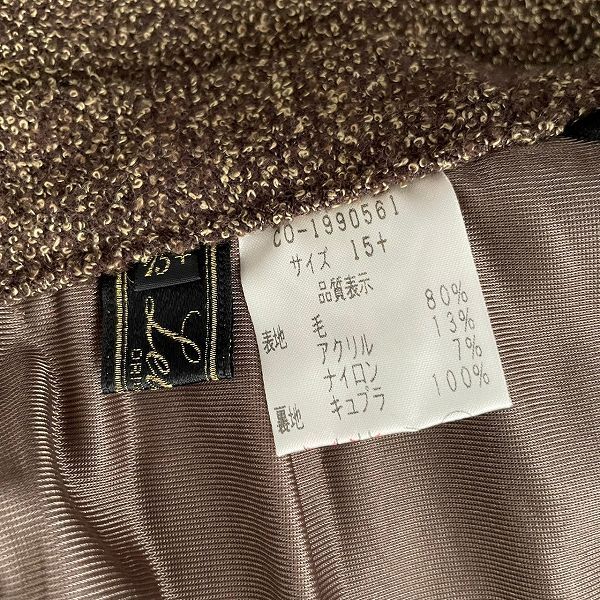 CO-1990561
サイズ 15+
品質表示
表地 毛 80%
アクリル 13%
ナイロン 7%
裏地 キュプラ 100%
15+